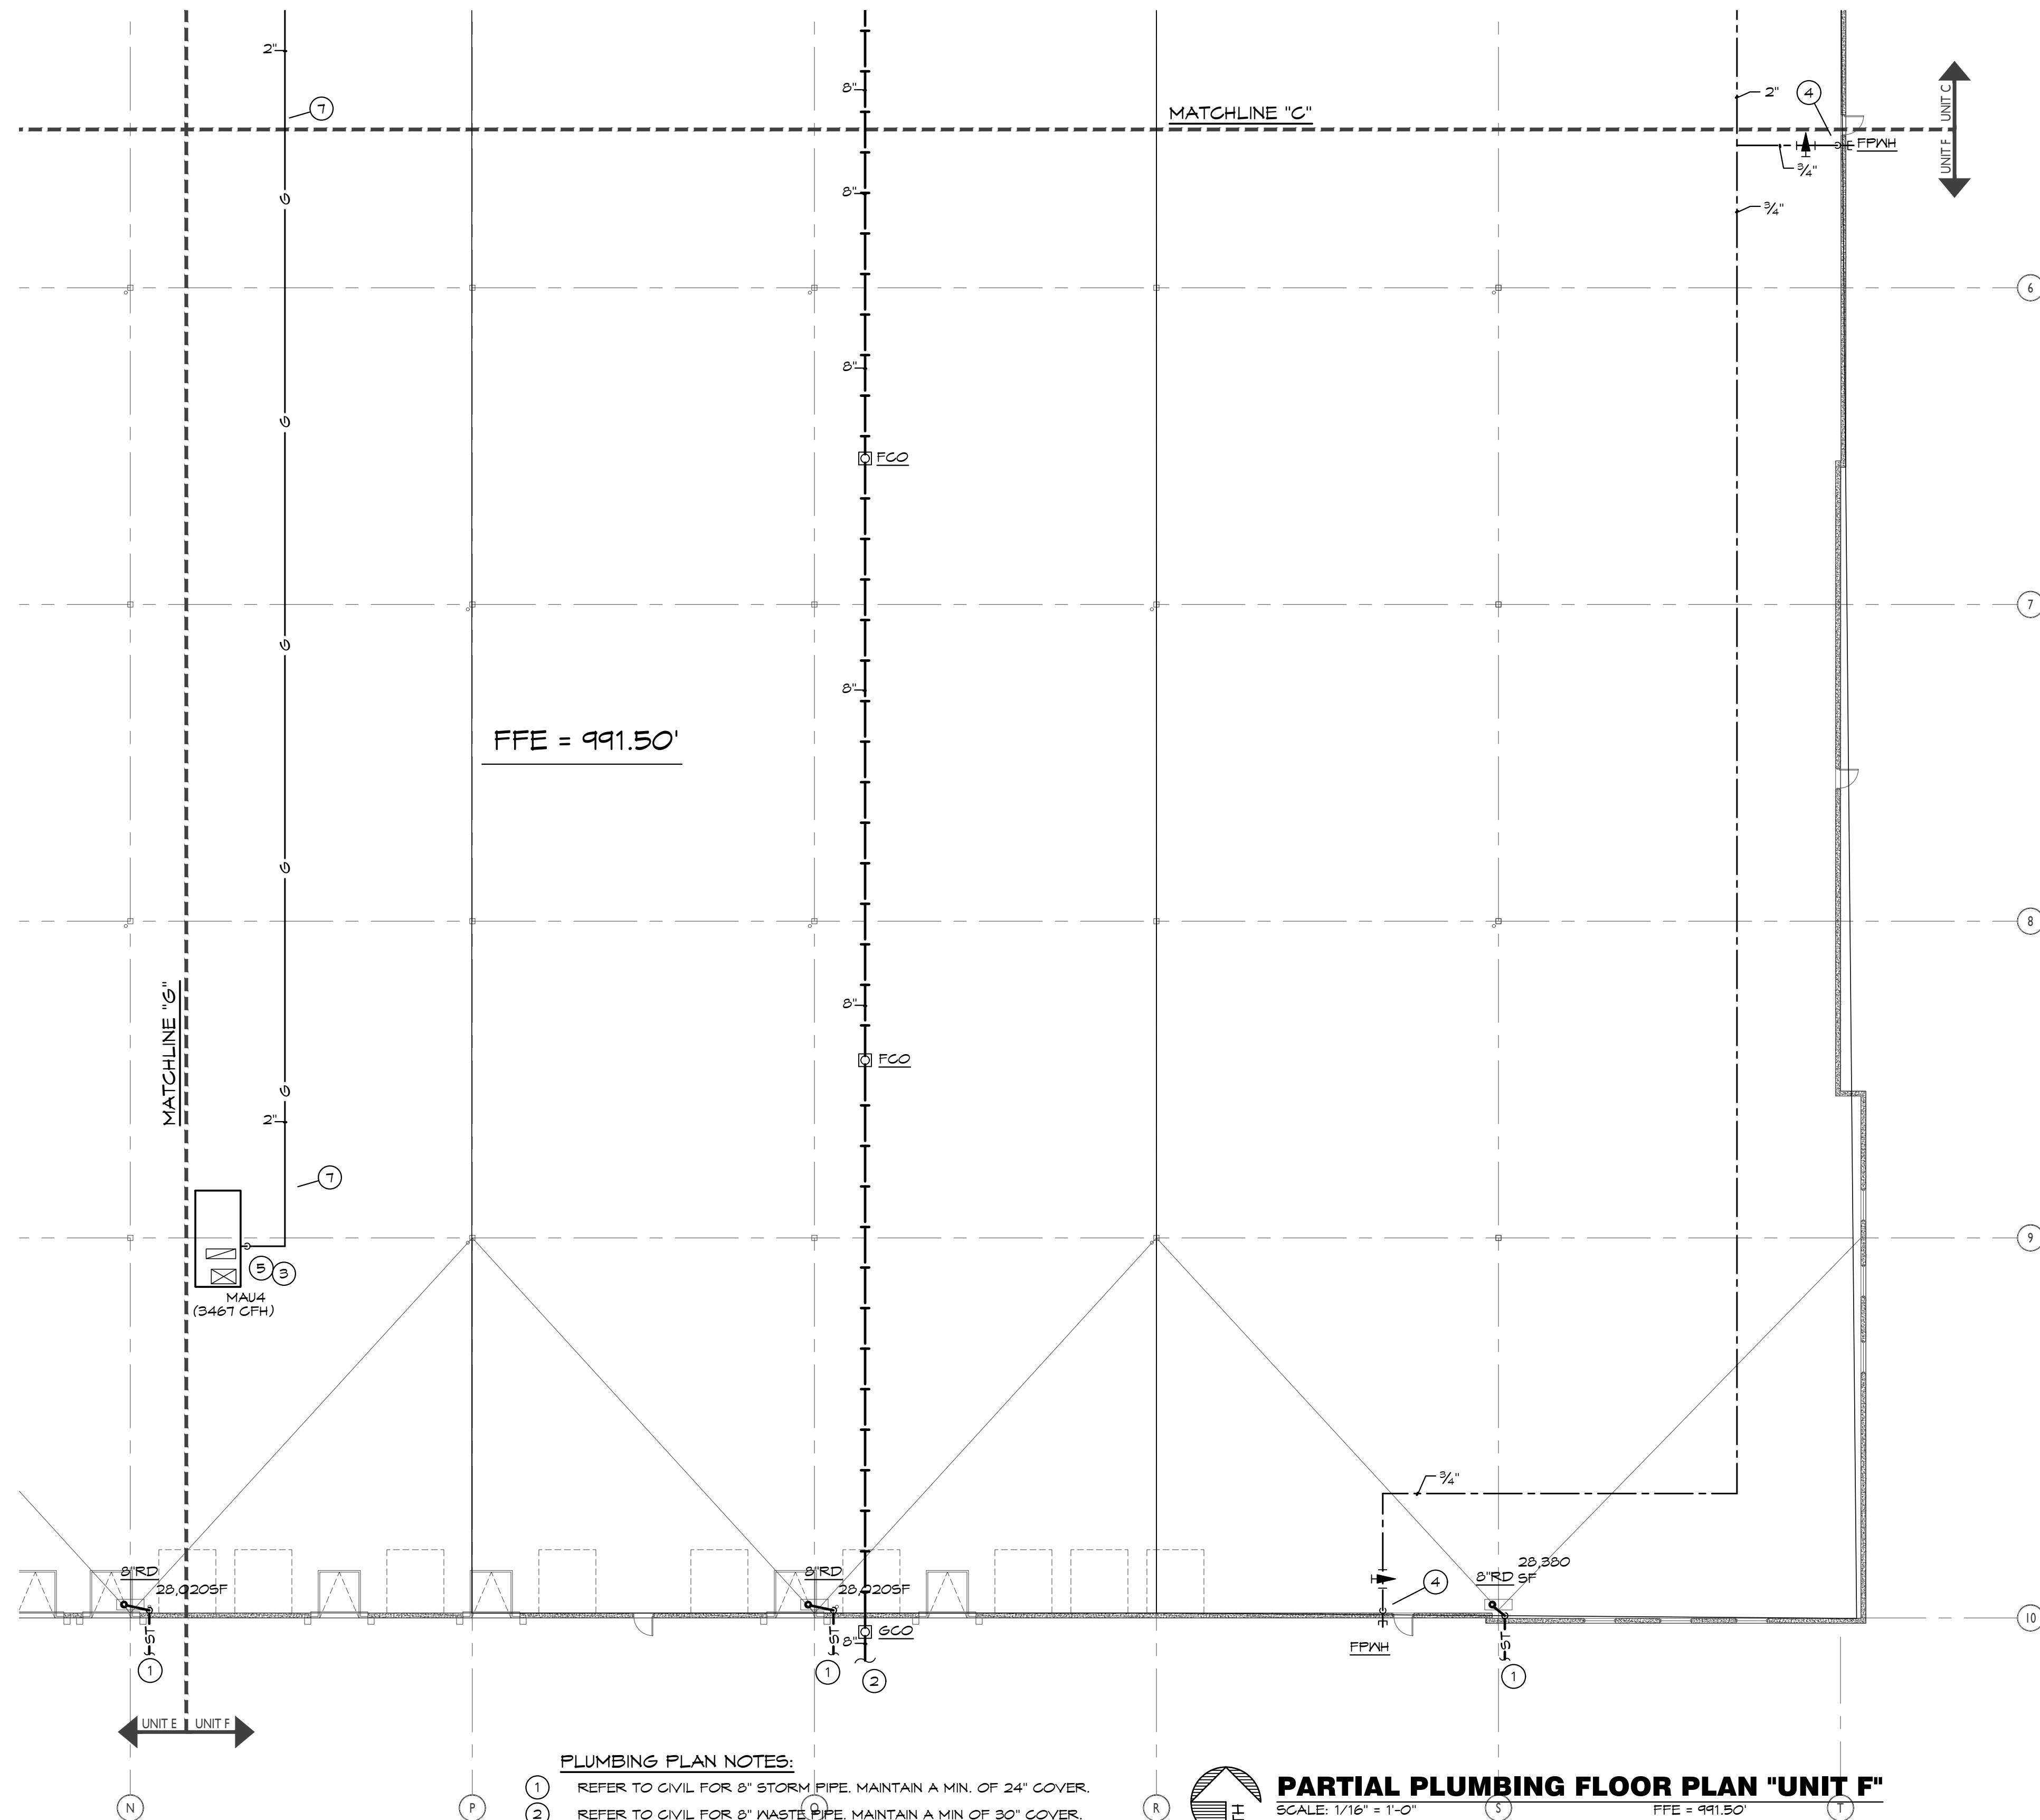 2"
7
8"
MATCHLINE "C"
2"
4
UNIT F UNIT C
FPWH
3/4"
8"
3/4"
G
6
8"
G
FCO
7
G
8"
FFE = 991.50'
G
8
MATCHLINE "G"
8"
FCO
G
2"
7
9
5
3
MAU4
(3467 CFH)
3/4"
8"RD
28,020SF
8"RD
28,020SF
8"RD
28,380
SF
4
10
ST
ST
8"
GCO
FPWH
ST
1
1
2
1
UNIT E UNIT F
PLUMBING PLAN NOTES:
1 REFER TO CIVIL FOR 8" STORM PIPE. MAINTAIN A MIN. OF 24" COVER.
2 REFER TO CIVIL FOR 8" WASTE PIPE. MAINTAIN A MIN OF 30" COVER.
N
P
Q
R
S
T
PARTIAL PLUMBING FLOOR PLAN "UNIT F"
SCALE: 1/16" = 1'-0"
FFE = 991.50'